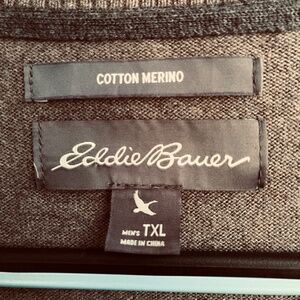 COTTON MERINO
Eddie Bauer
MEN'S TXL
MADE IN CHINA